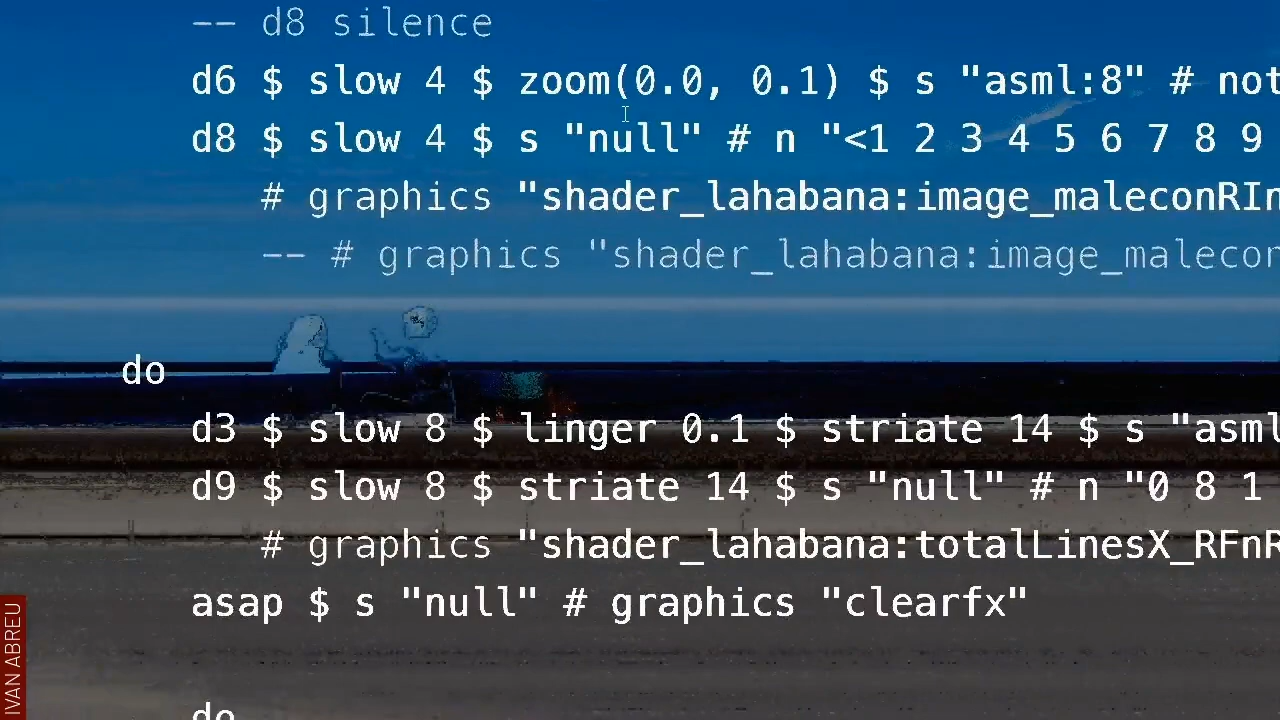 -- d8 silence
d6 $ slow 4 $ zoom(0.0, 0.1) $ s "asml:8" # not
d8 $ slow 4 $ s "null" # n "<1 2 3 4 5 6 7 8 9
# graphics "shader_lahabana:image_maleconRIn
-- # graphics "shader_lahabana:image_malecon
do
d3 $ slow 8 $ linger 0.1 $ striate 14 $ s "asml
d9 $ slow 8 $ striate 14 $ s "null" # n "0 8 1
# graphics "shader_lahabana:totalLinesX_RFnR
asap $ s "null" # graphics "clearfx"
do
IVAN ABREU